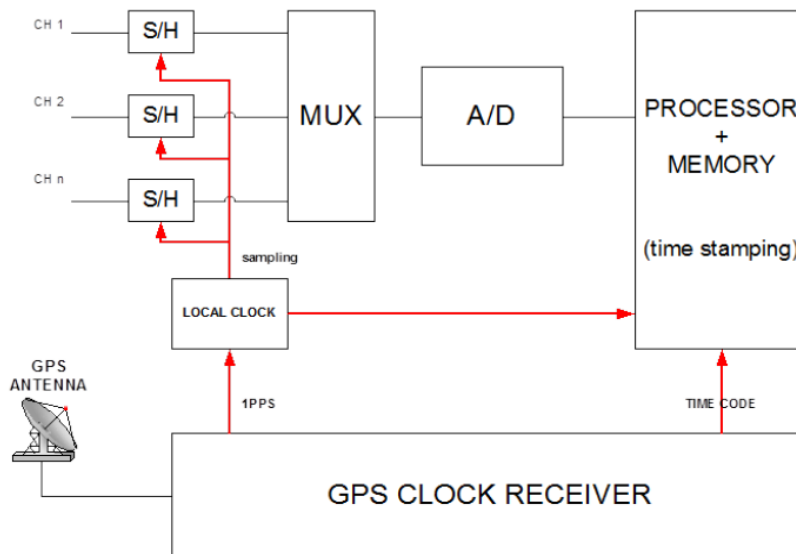 CH 1
S/H
CH 2
S/H
CH n
S/H
MUX
A/D
PROCESSOR
+
MEMORY
(time stamping)
sampling
LOCAL CLOCK
GPS
ANTENNA
1PPS
TIME CODE
GPS CLOCK RECEIVER